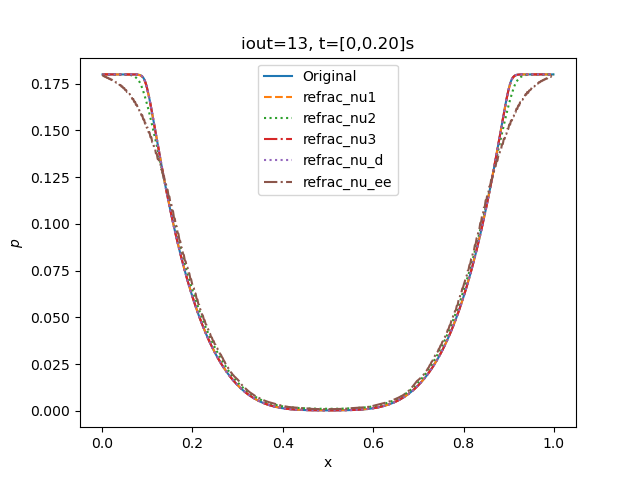 iout=13, t=[0,0.20]s
Original
refrac_nu1
refrac_nu2
refrac_nu3
refrac_nu_d
refrac_nu_ee
0.175
0.150
0.125
0.100
0.075
0.050
0.025
0.000
p
0.0 0.2 0.4 0.6 0.8 1.0
x